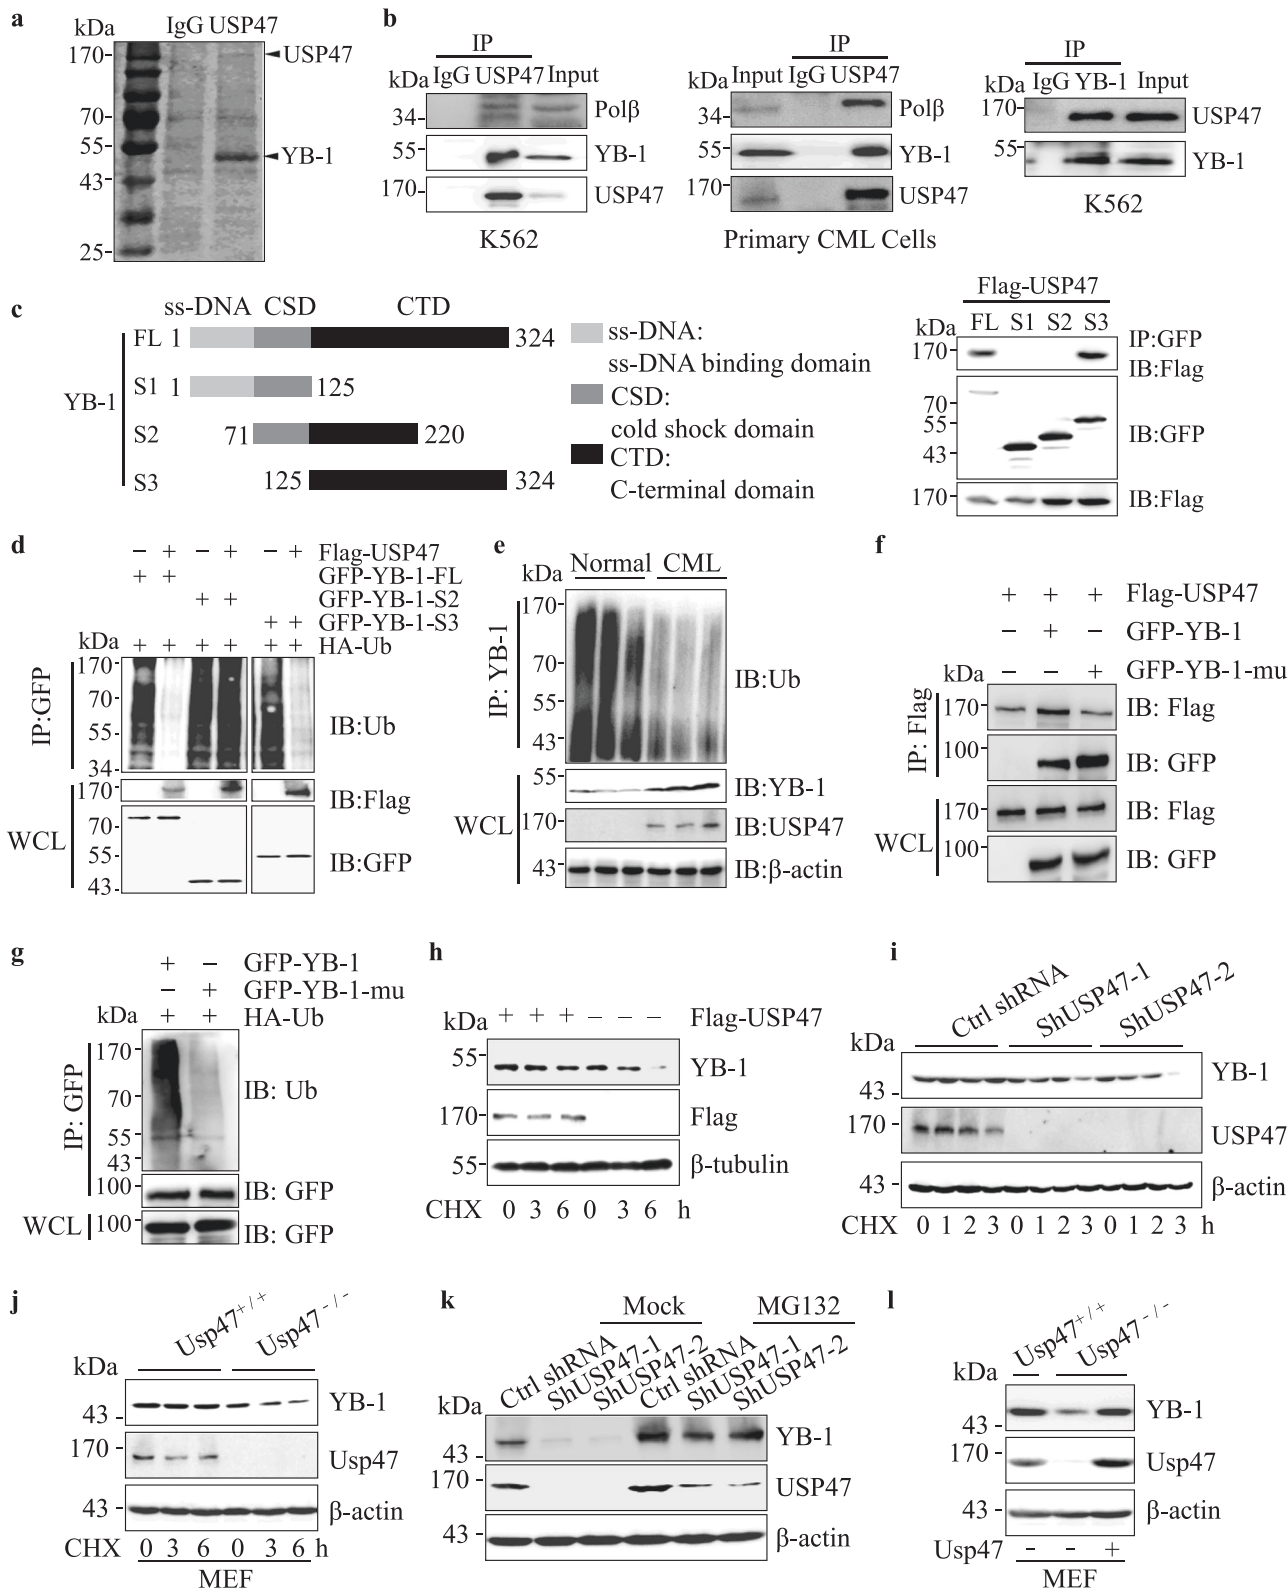 a
kDa IgG USP47
170
USP47
70
55
YB-1
43
25
b
IP
kDa IgG USP47 Input
Polβ
34
55
YB-1
170
USP47
K562
IP
kDa Input IgG USP47
Polβ
34
55
YB-1
170
USP47
Primary CML Cells
IP
kDa IgG YB-1 Input
170
USP47
55
YB-1
K562
c
ss-DNA CSD CTD
YB-1
FL 1 324
S1 1 125
S2 71 220
S3 125 324
ss-DNA:
ss-DNA binding domain
CSD:
cold shock domain
CTD:
C-terminal domain
Flag-USP47
kDa FL S1 S2 S3
170
IP:GFP
IB:Flag
70
55
43
IB:GFP
170
IB:Flag
d
− + − + − + Flag-USP47
+ + GFP-YB-1-FL
+ + GFP-YB-1-S2
+ + GFP-YB-1-S3
kDa + + + + + + HA-Ub
IP:GFP
170
70
55
43
34
IB:Ub
WCL
170
IB:Flag
70
55
43
IB:GFP
e
Normal CML
kDa
IP: YB-1
170
70
55
43
IB:Ub
WCL
55
IB:YB-1
170
IB:USP47
43
IB:β-actin
f
+ + + Flag-USP47
− + − GFP-YB-1
− − + GFP-YB-1-mu
kDa
IP: Flag
170
IB: Flag
100
IB: GFP
WCL
170
IB: Flag
100
IB: GFP
g
+ − GFP-YB-1
− + GFP-YB-1-mu
kDa + + HA-Ub
IP: GFP
170
70
55
43
IB: Ub
100
IB: GFP
WCL
100
IB: GFP
h
kDa + + + − − − Flag-USP47
55
YB-1
170
Flag
55
β-tubulin
CHX 0 3 6 0 3 6 h
i
Ctrl shRNA ShUSP47-1 ShUSP47-2
kDa
43
YB-1
170
USP47
43
β-actin
CHX 0 1 2 3 0 1 2 3 0 1 2 3 h
j
Usp47+/+ Usp47-/-
kDa
43
YB-1
170
Usp47
43
β-actin
CHX 0 3 6 0 3 6 h
MEF
k
Mock MG132
Ctrl shRNA ShUSP47-1 ShUSP47-2 Ctrl shRNA ShUSP47-1 ShUSP47-2
kDa
43
YB-1
170
USP47
43
β-actin
l
Usp47+/+ Usp47-/-
kDa
43
YB-1
170
Usp47
43
β-actin
Usp47 - - +
MEF